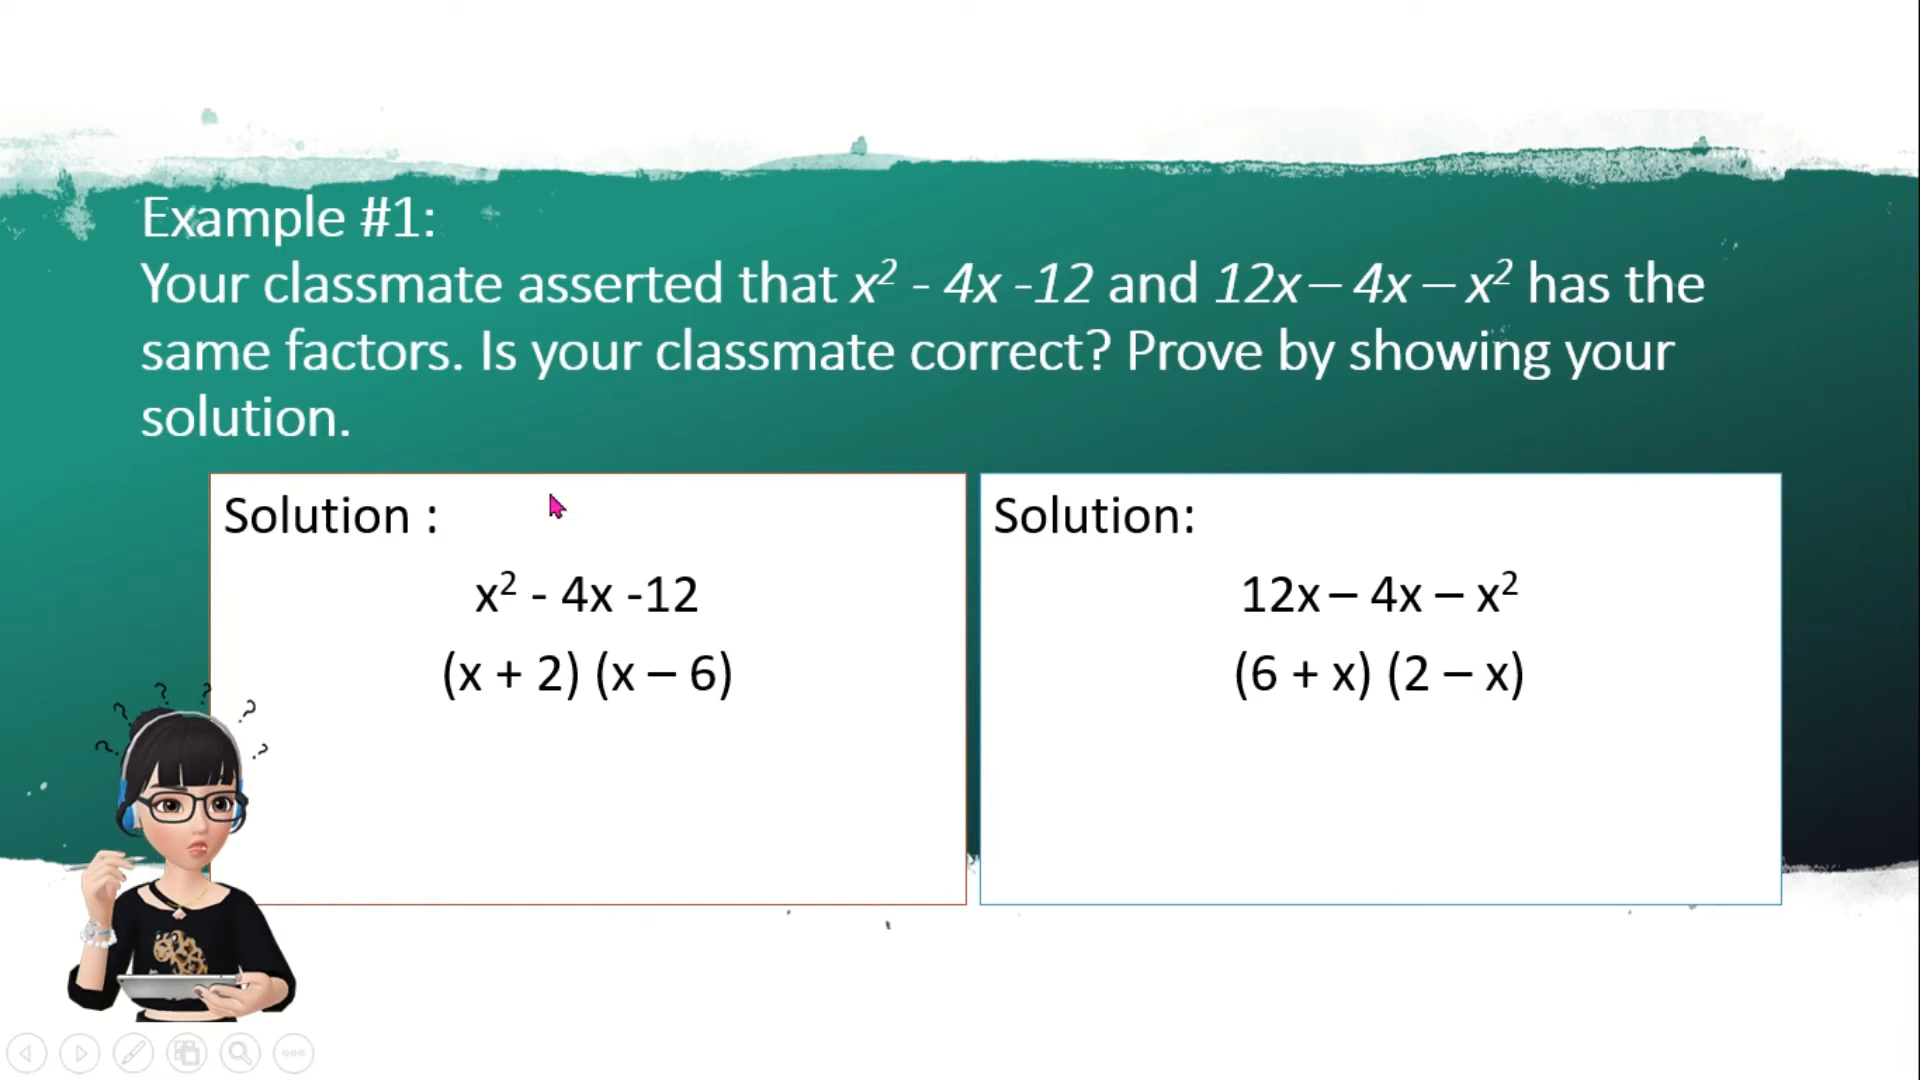 Example #1:
Your classmate asserted that x² - 4x -12 and 12x – 4x – x² has the
same factors. Is your classmate correct? Prove by showing your
solution.
Solution :
x² - 4x -12
(x + 2) (x – 6)
Solution:
12x – 4x – x²
(6 + x) (2 – x)